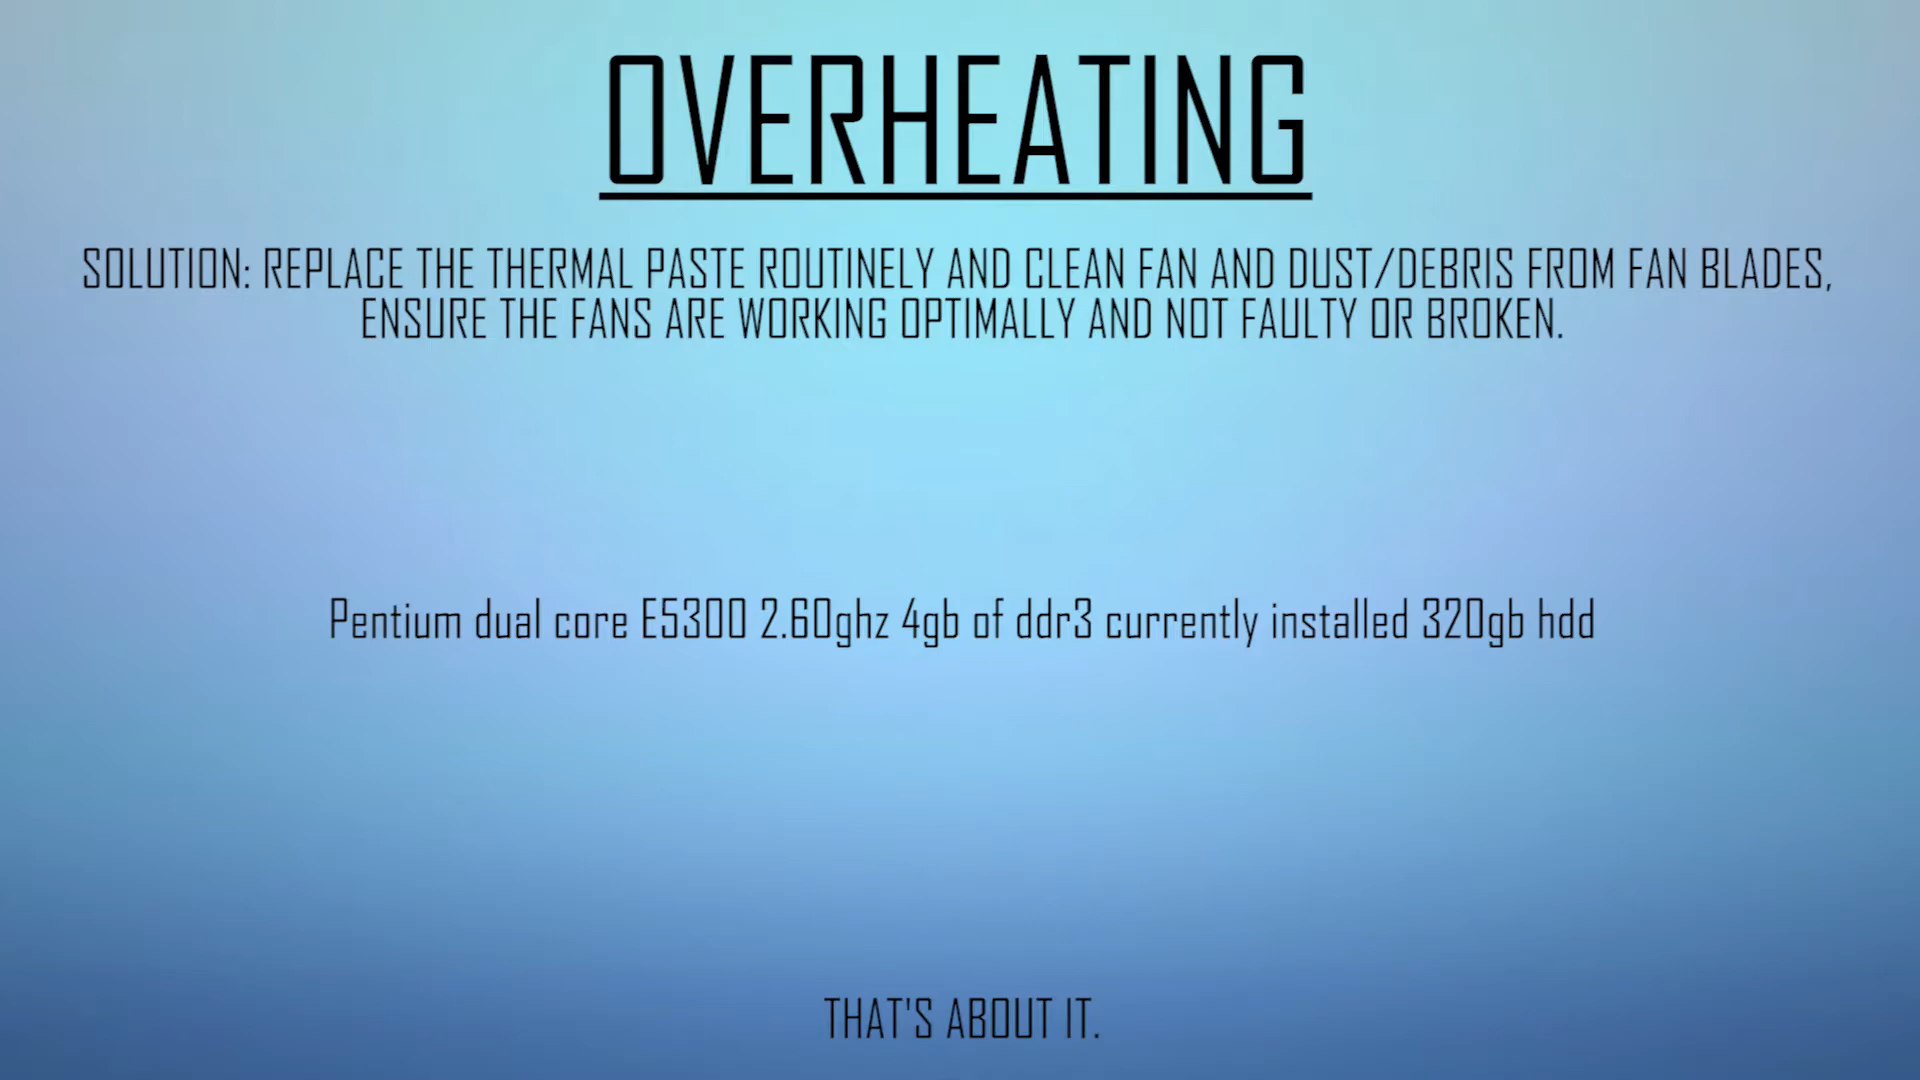 OVERHEATING
SOLUTION: REPLACE THE THERMAL PASTE ROUTINELY AND CLEAN FAN AND DUST/DEBRIS FROM FAN BLADES,
ENSURE THE FANS ARE WORKING OPTIMALLY AND NOT FAULTY OR BROKEN.
Pentium dual core E5300 2.60ghz 4gb of ddr3 currently installed 320gb hdd
THAT'S ABOUT IT.